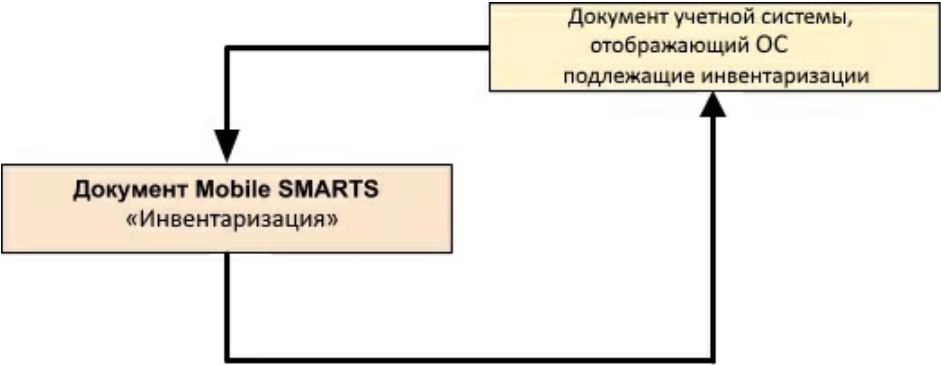 Документ учетной системы,
отображающий ОС
подлежащие инвентаризации
Документ Mobile SMARTS
«Инвентаризация»